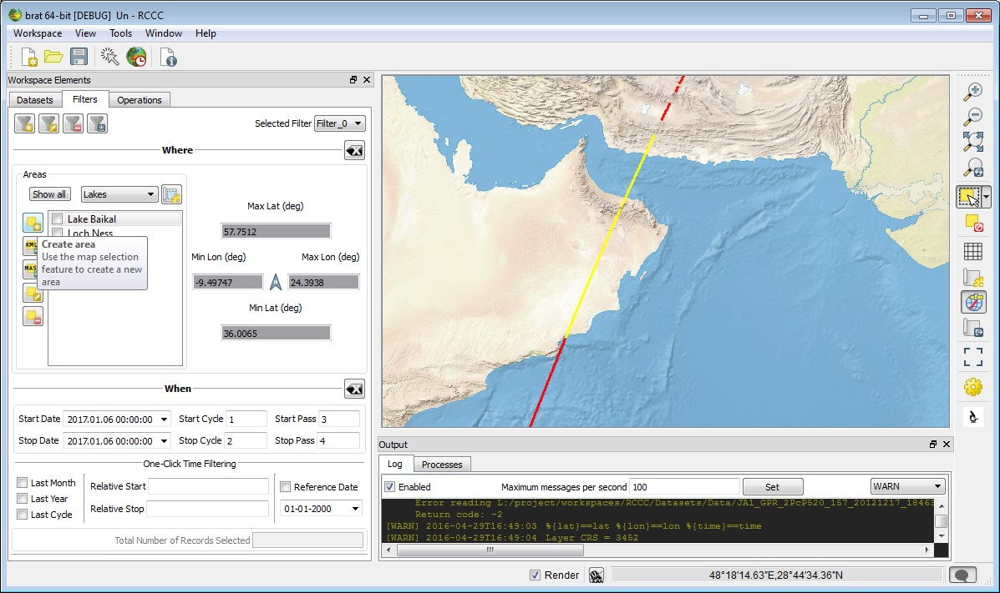 brat 64-bit [DEBUG] Un - RCCC
Workspace View Tools Window Help
Workspace Elements
Datasets Filters Operations
Selected Filter Filter_0
Where
Areas
Show all Lakes
Lake Baikal
Loch Ness
KML
MAS
Create area
Use the map selection
feature to create a new
area
Max Lat (deg)
57.7512
Min Lon (deg) Max Lon (deg)
-9.49747 24.3938
Min Lat (deg)
36.0065
When
Start Date 2017.01.06 00:00:00 Start Cycle 1 Start Pass 3
Stop Date 2017.01.06 00:00:00 Stop Cycle 2 Stop Pass 4
One-Click Time Filtering
Last Month
Last Year
Last Cycle
Relative Start
Relative Stop
Reference Date
01-01-2000
Total Number of Records Selected
Output
Log Processes
Enabled Maximum messages per second 100 Set WARN
Error reading L:/project/workspaces/RCCC/Datasets/Data/JA1_GPR_2PcP520_157_20121217_18463
Return code: -2
[WARN] 2016-04-29T16:49:03 %{lat}==lat %{lon}==lon %{time}==time
[WARN] 2016-04-29T16:49:04 Layer CRS = 3452
Render 48°18'14.63"E,28°44'34.36"N